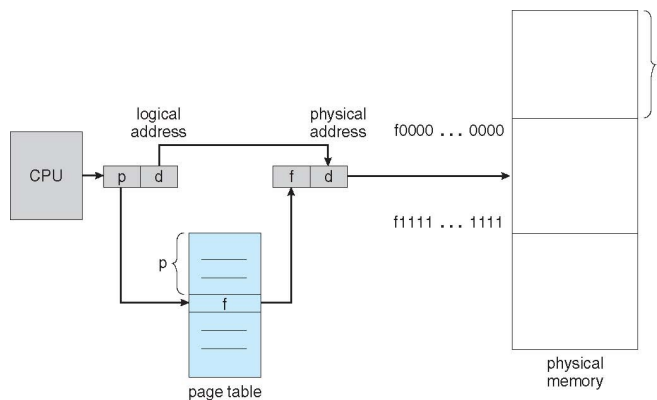 logical
address
physical
address
f0000 ... 0000
CPU
p
d
f
d
f1111 ... 1111
p
f
page table
physical
memory